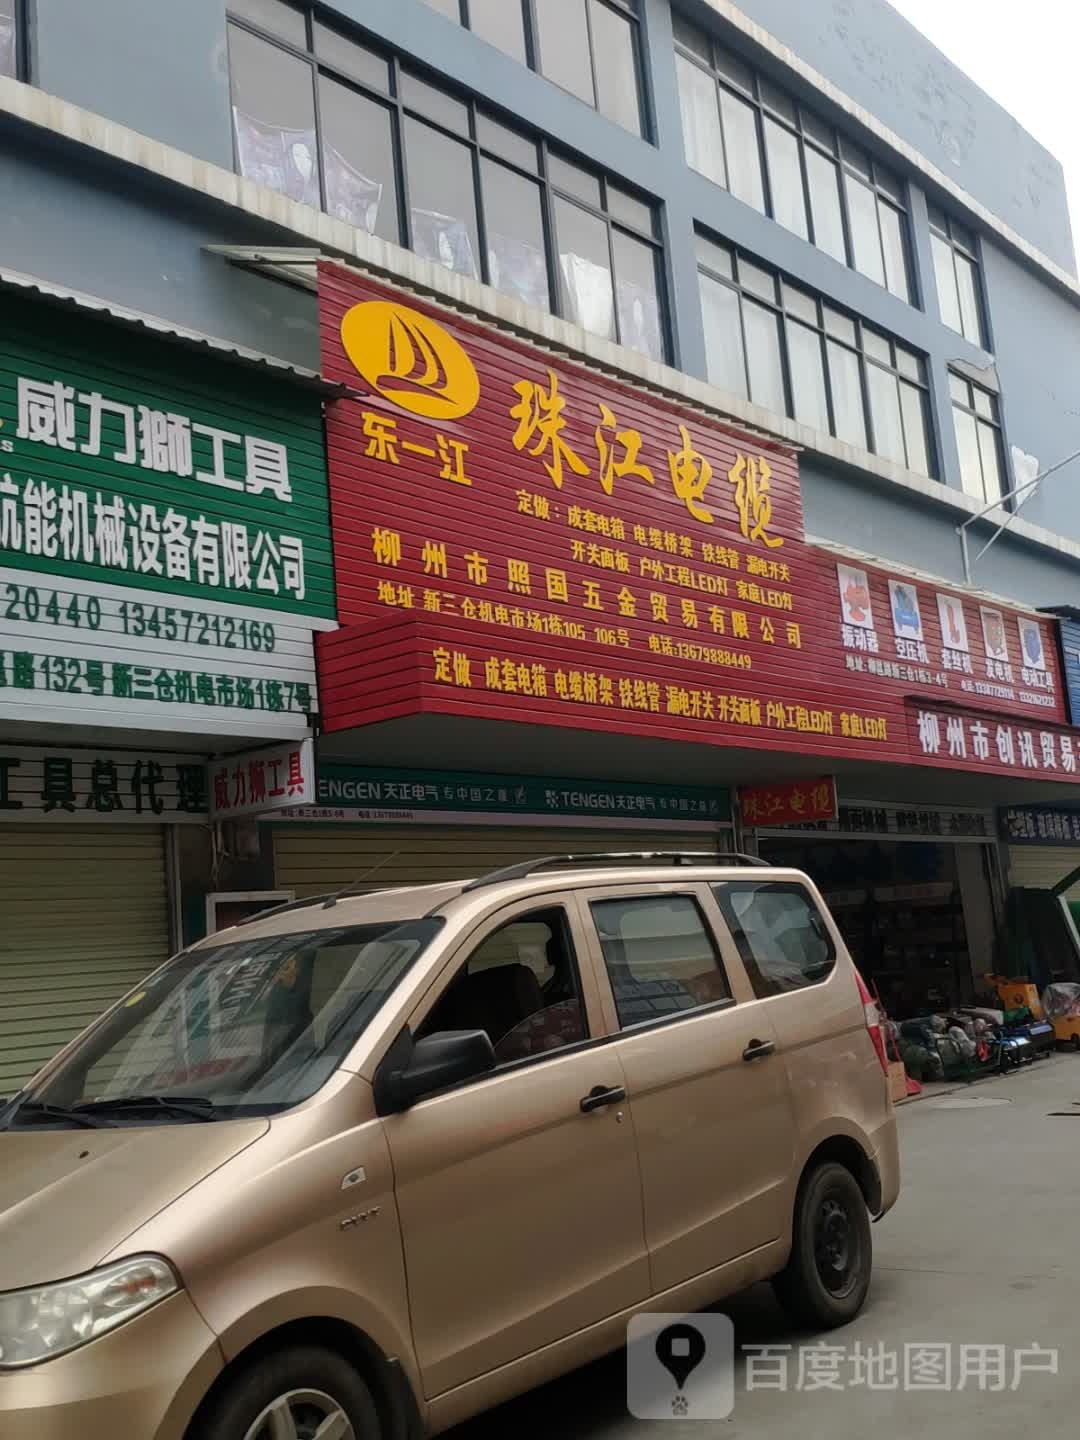 威力獅工具
航能机械设备有限公司
20440 13457212169
路132号 新三仓机电市场1栋7号
工具总代理
威力狮工具
东一江
珠江电缆
定做：成套电箱 电缆桥架 铁线管 漏电开关
开关面板 户外工程LED灯 家庭LED灯
柳州市照国五金贸易有限公司
地址 新三仓机电市场1栋105 106号 电话:13679888449
定做 成套电箱 电缆桥架 铁线管 漏电开关 开关面板 户外工程LED灯 家庭LED灯
TENGEN 天正电气
TENGEN 天正电气
珠江电缆
振动器 空压机 套丝机 发电机 电动工具
柳州市创讯贸易
百度地图用户